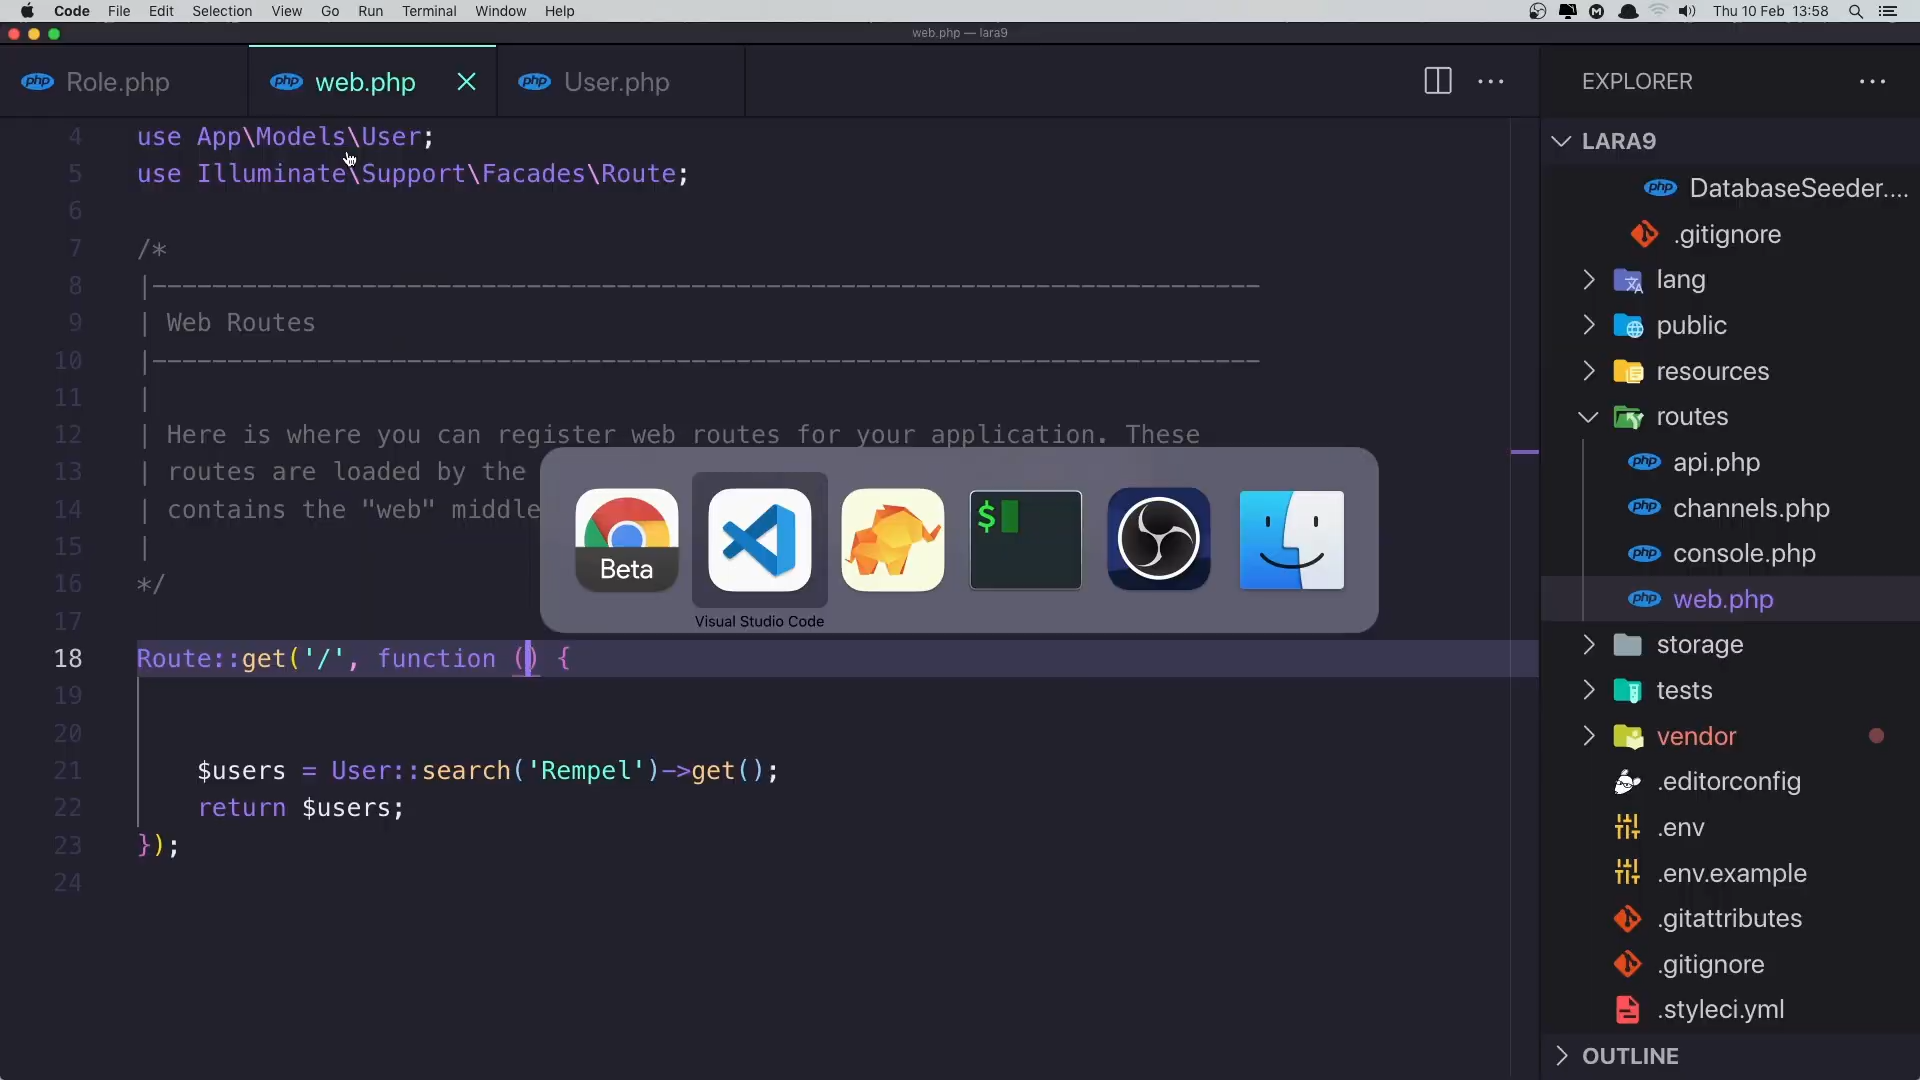 Code File Edit Selection View Go Run Terminal Window Help Thu 10 Feb 13:58
web.php — lara9
Role.php web.php User.php
4 use App\Models\User;
5 use Illuminate\Support\Facades\Route;
6
7 /*
8 |--------------------------------------------------------------------------
9 | Web Routes
10 |--------------------------------------------------------------------------
11 |
12 | Here is where you can register web routes for your application. These
13 | routes are loaded by the
14 | contains the "web" middle
15 |
16 */
17
18 Route::get('/', function () {
19
20
21 $users = User::search('Rempel')->get();
22 return $users;
23 });
24
Beta
$
Visual Studio Code
EXPLORER
LARA9
DatabaseSeeder....
.gitignore
lang
public
resources
routes
api.php
channels.php
console.php
web.php
storage
tests
vendor
.editorconfig
.env
.env.example
.gitattributes
.gitignore
.styleci.yml
OUTLINE